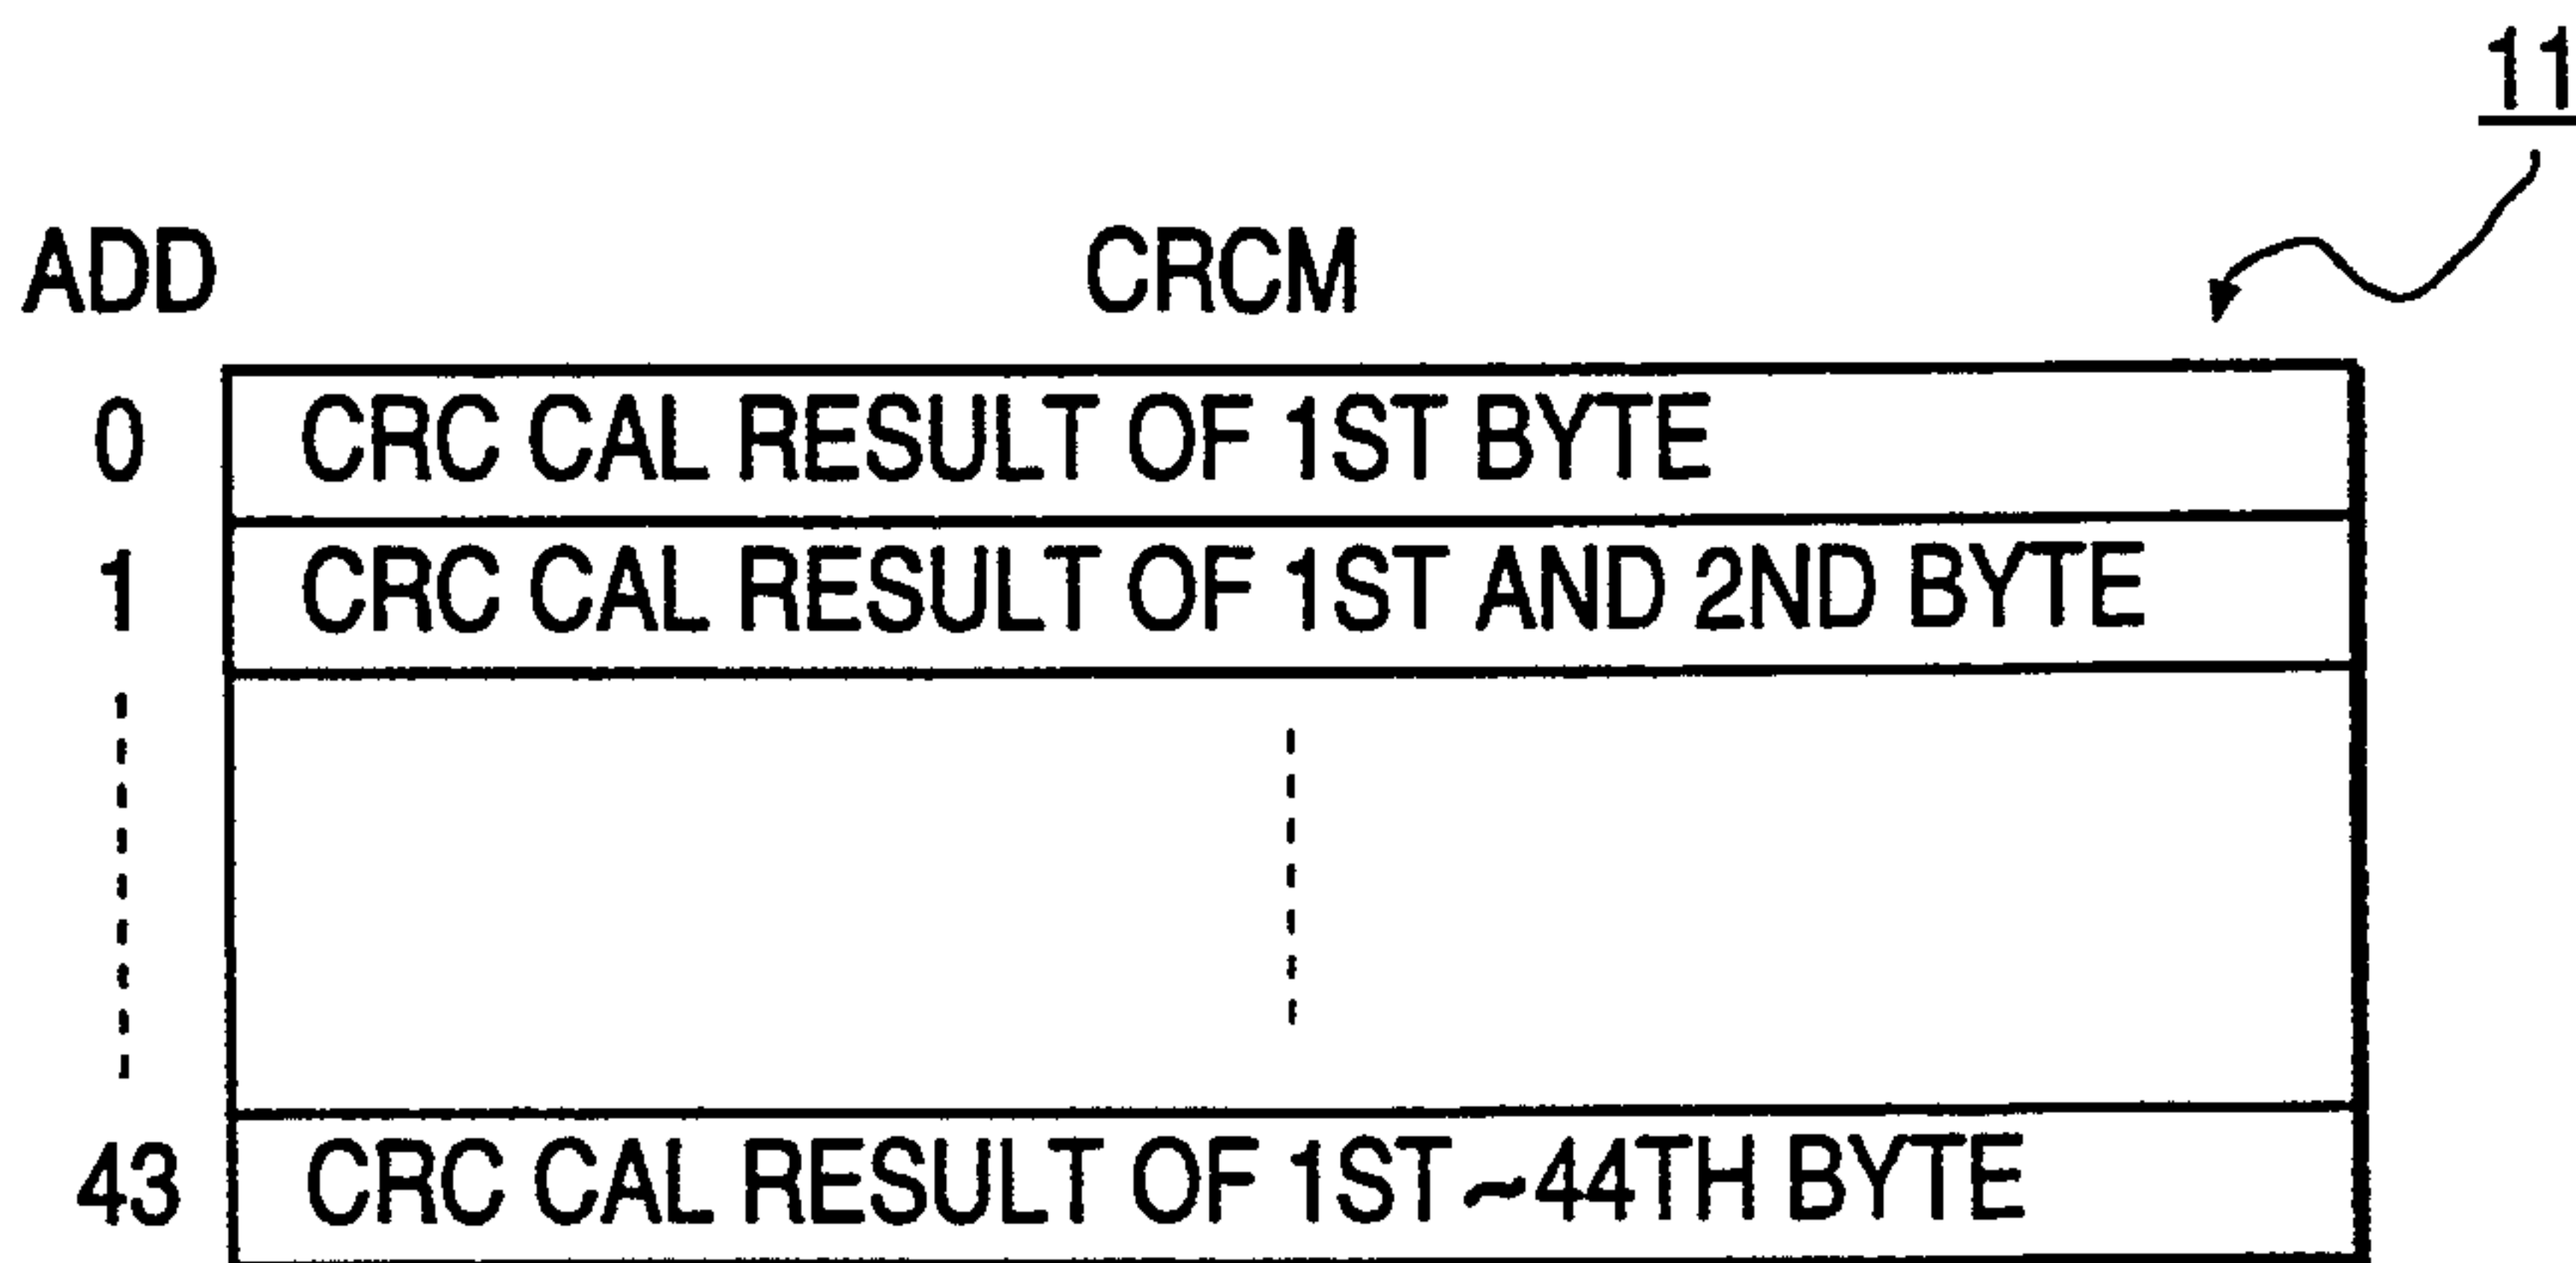 11
ADD CRCM
0 CRC CAL RESULT OF 1ST BYTE
1 CRC CAL RESULT OF 1ST AND 2ND BYTE
43 CRC CAL RESULT OF 1ST~44TH BYTE